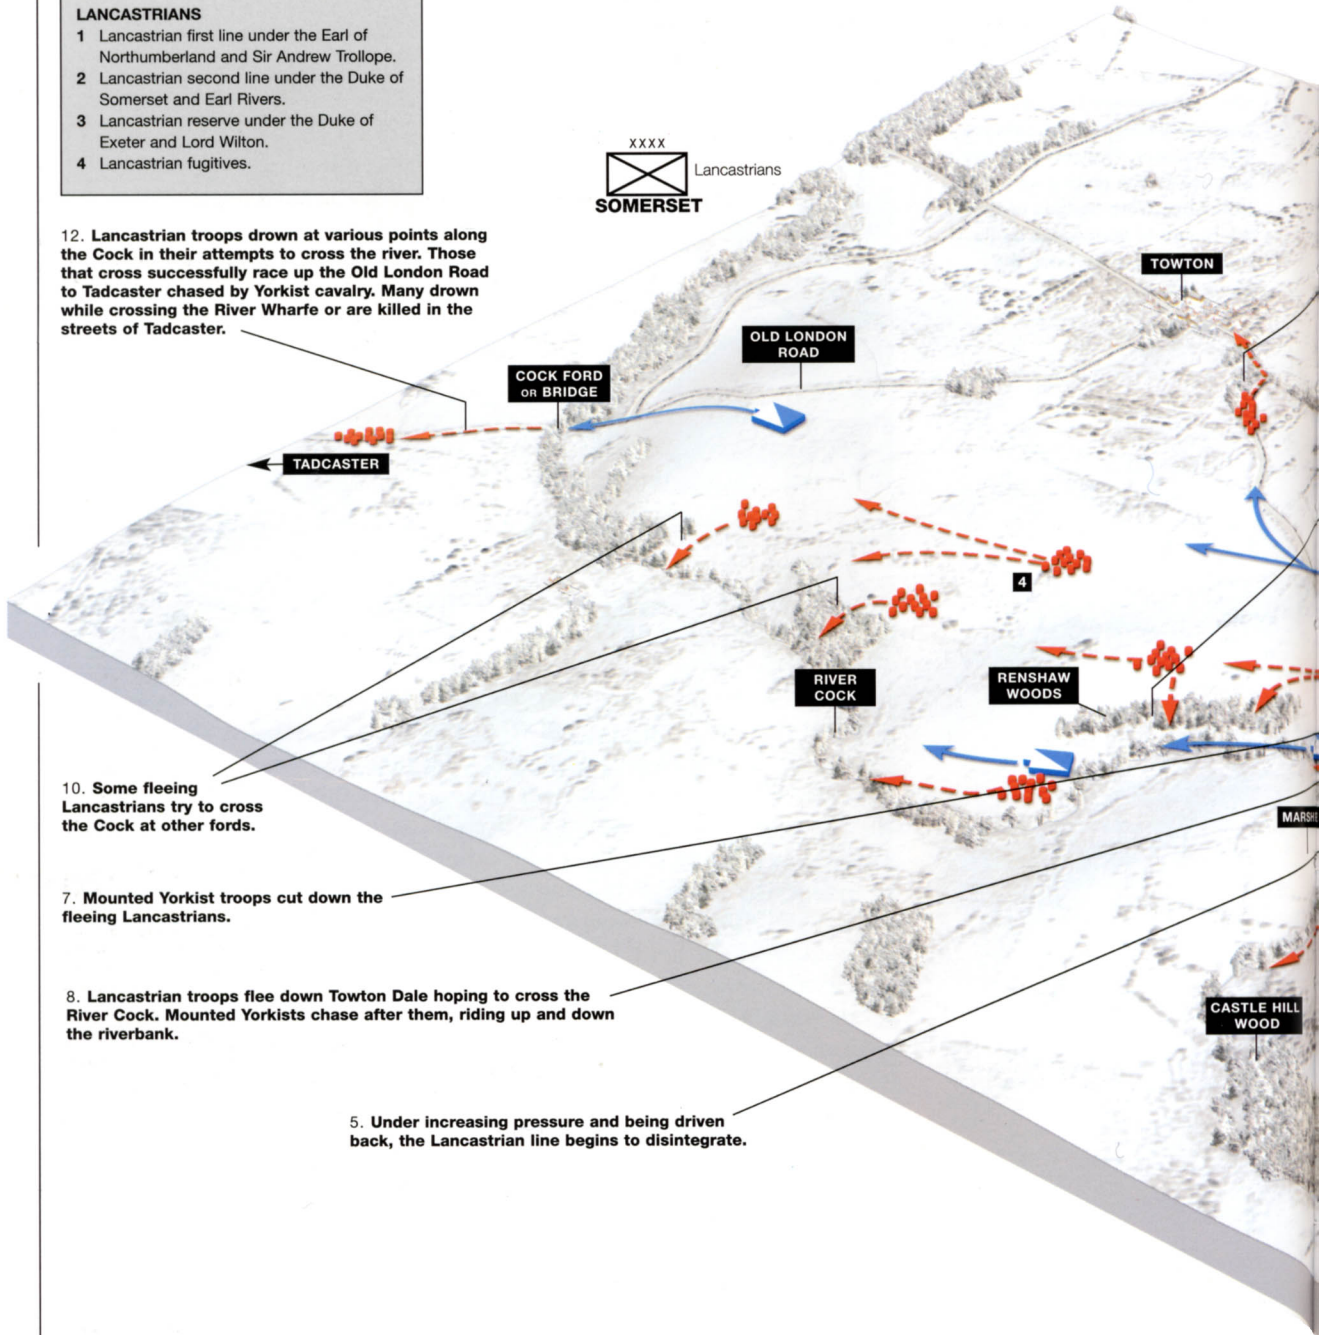 LANCASTRIANS
1 Lancastrian first line under the Earl of
Northumberland and Sir Andrew Trollope.
2 Lancastrian second line under the Duke of
Somerset and Earl Rivers.
3 Lancastrian reserve under the Duke of
Exeter and Lord Wilton.
4 Lancastrian fugitives.
XXXX
Lancastrians
SOMERSET
12. Lancastrian troops drown at various points along
the Cock in their attempts to cross the river. Those
that cross successfully race up the Old London Road
to Tadcaster chased by Yorkist cavalry. Many drown
while crossing the River Wharfe or are killed in the
streets of Tadcaster.
TOWTON
OLD LONDON
ROAD
COCK FORD
OR BRIDGE
TADCASTER
4
RIVER
COCK
RENSHAW
WOODS
10. Some fleeing
Lancastrians try to cross
the Cock at other fords.
7. Mounted Yorkist troops cut down the
fleeing Lancastrians.
8. Lancastrian troops flee down Towton Dale hoping to cross the
River Cock. Mounted Yorkists chase after them, riding up and down
the riverbank.
CASTLE HILL
WOOD
5. Under increasing pressure and being driven
back, the Lancastrian line begins to disintegrate.